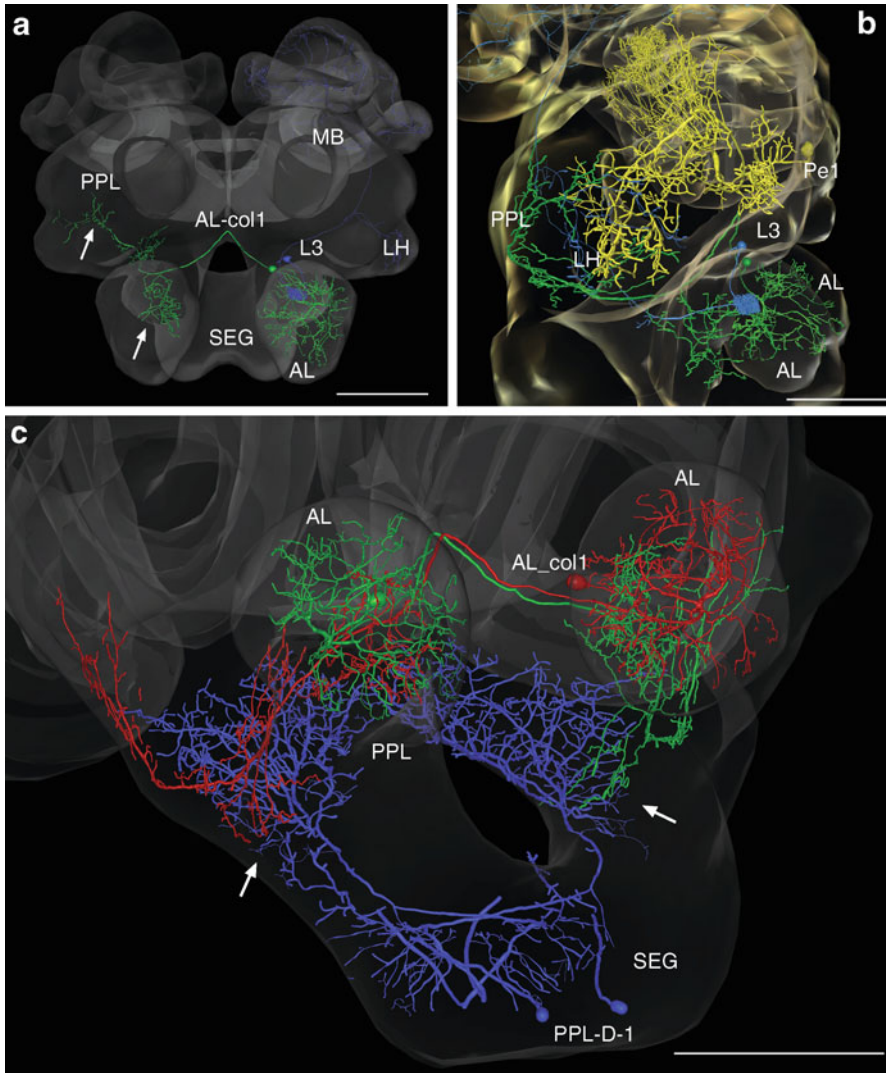 a
MB
PPL
AL-col1
L3
LH
SEG
AL
b
Pe1
PPL
L3
LH
AL
AL
c
AL
AL
AL_col1
PPL
SEG
PPL-D-1